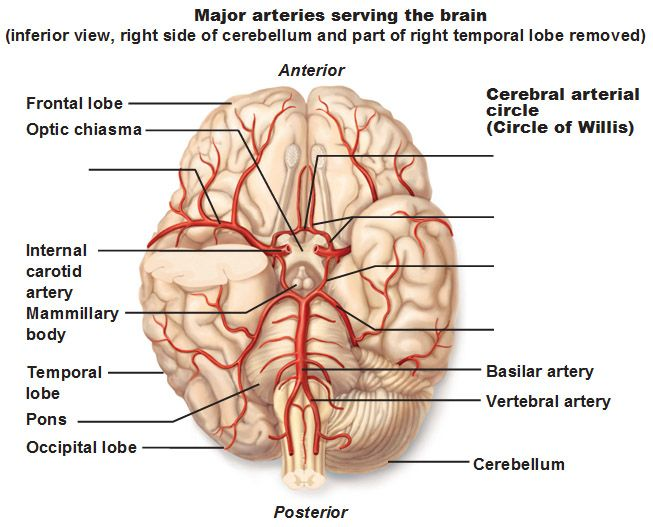 Major arteries serving the brain
(inferior view, right side of cerebellum and part of right temporal lobe removed)
Anterior
Frontal lobe
Optic chiasma
Internal
carotid
artery
Mammillary
body
Temporal
lobe
Pons
Occipital lobe
Cerebral arterial
circle
(Circle of Willis)
Basilar artery
Vertebral artery
Cerebellum
Posterior